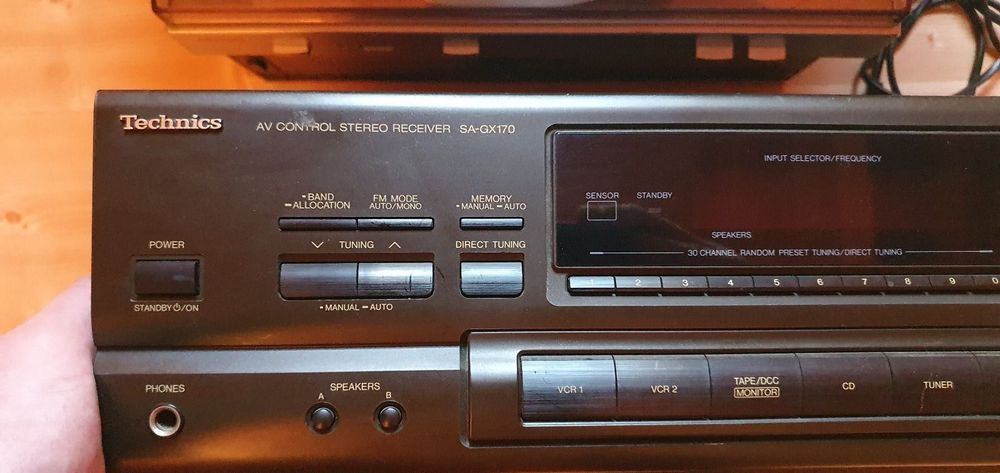 Technics
AV CONTROL STEREO RECEIVER SA-GX170
INPUT SELECTOR/FREQUENCY
SENSOR STANDBY
SPEAKERS
30 CHANNEL RANDOM PRESET TUNING/DIRECT TUNING
1 2 3 4 5 6 7 8 9 0
-BAND
-ALLOCATION
FM MODE
AUTO/MONO
MEMORY
-MANUAL -AUTO
POWER
TUNING
DIRECT TUNING
STANDBY⏻/ON
-MANUAL -AUTO
PHONES
SPEAKERS
A B
VCR 1
VCR 2
TAPE/DCC
MONITOR
CD
TUNER